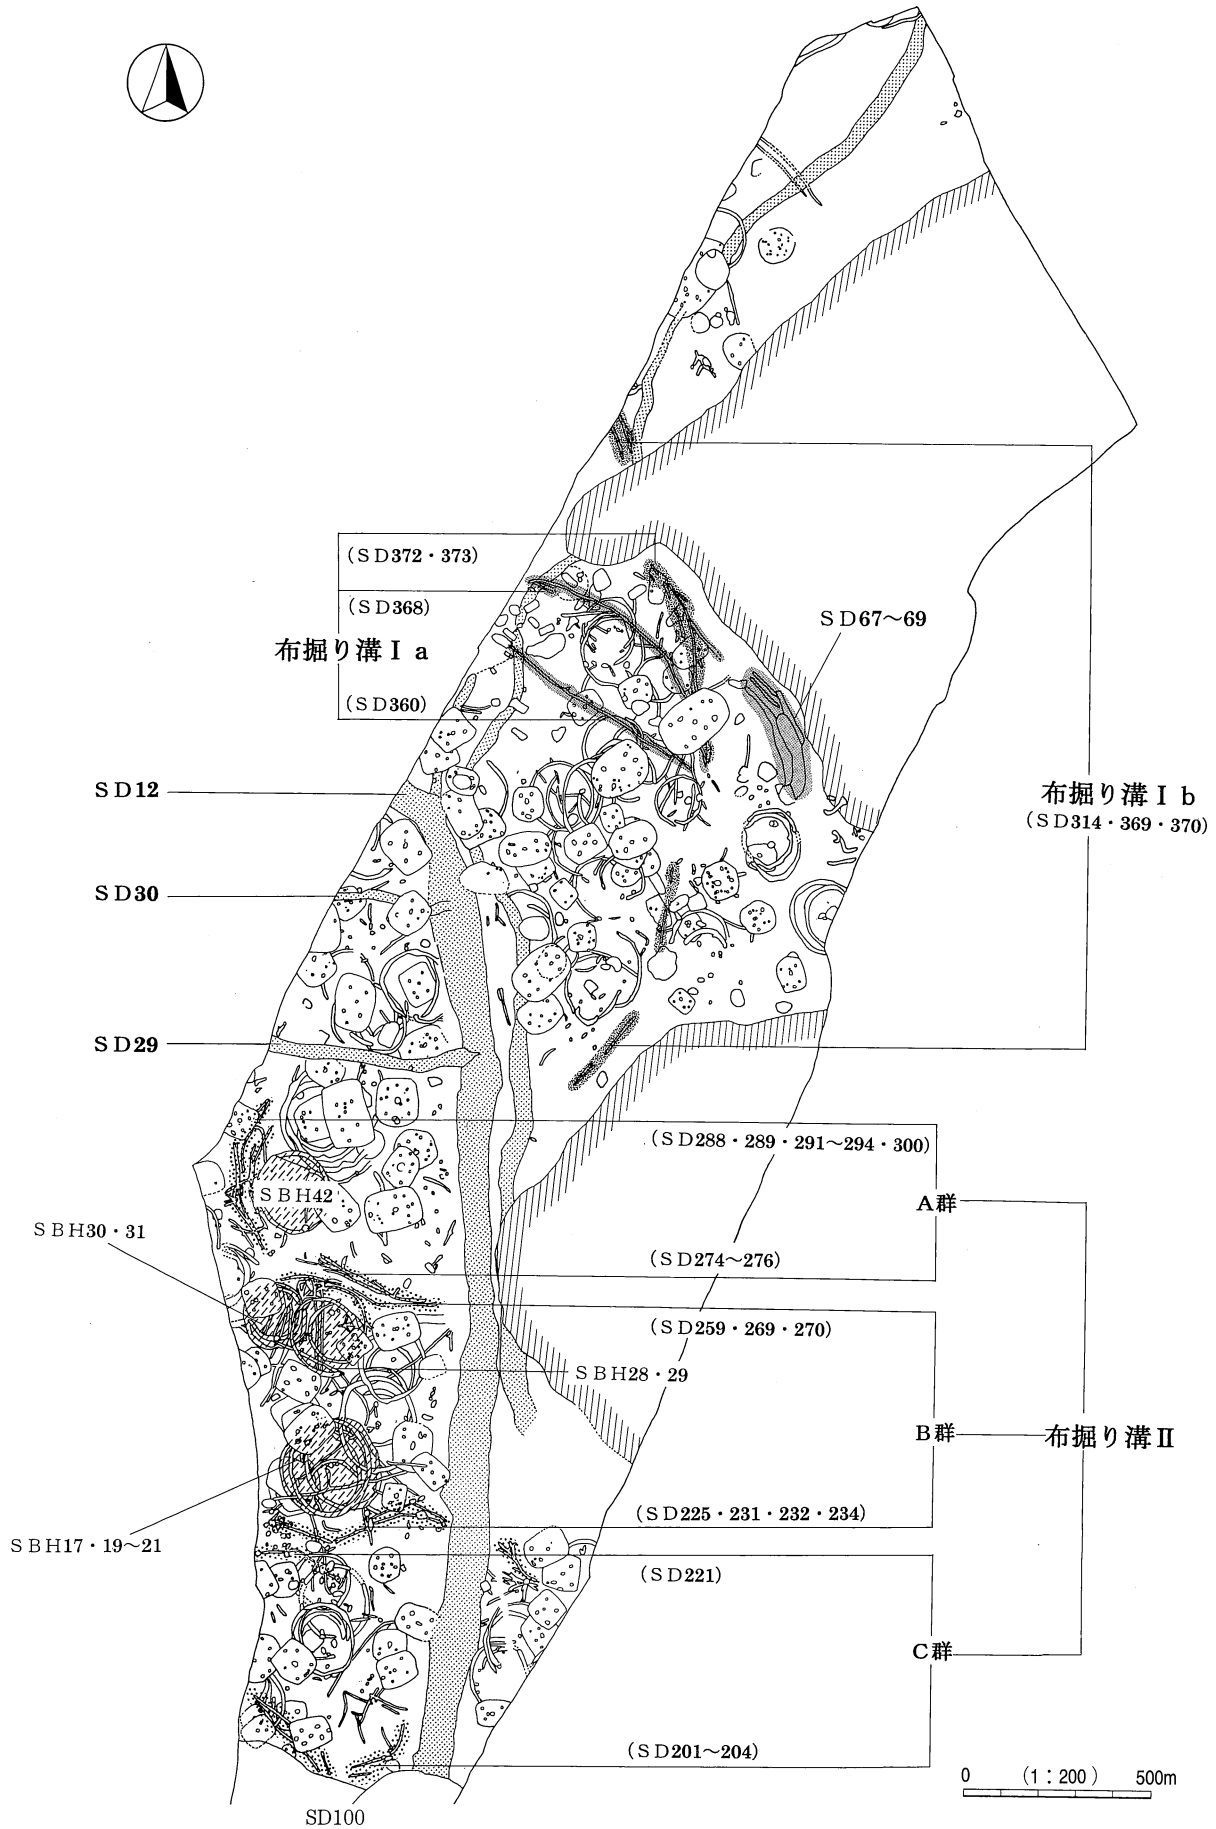 (SD372・373)
(SD368)
布掘り溝Ⅰa
(SD360)
SD67～69
SD12
布掘り溝Ⅰb
(SD314・369・370)
SD30
SD29
(SD288・289・291～294・300)
SBH42
A群
SBH30・31
(SD274～276)
(SD259・269・270)
SBH28・29
B群
布掘り溝Ⅱ
(SD225・231・232・234)
SBH17・19～21
(SD221)
C群
(SD201～204)
0 (1：200) 500m
SD100